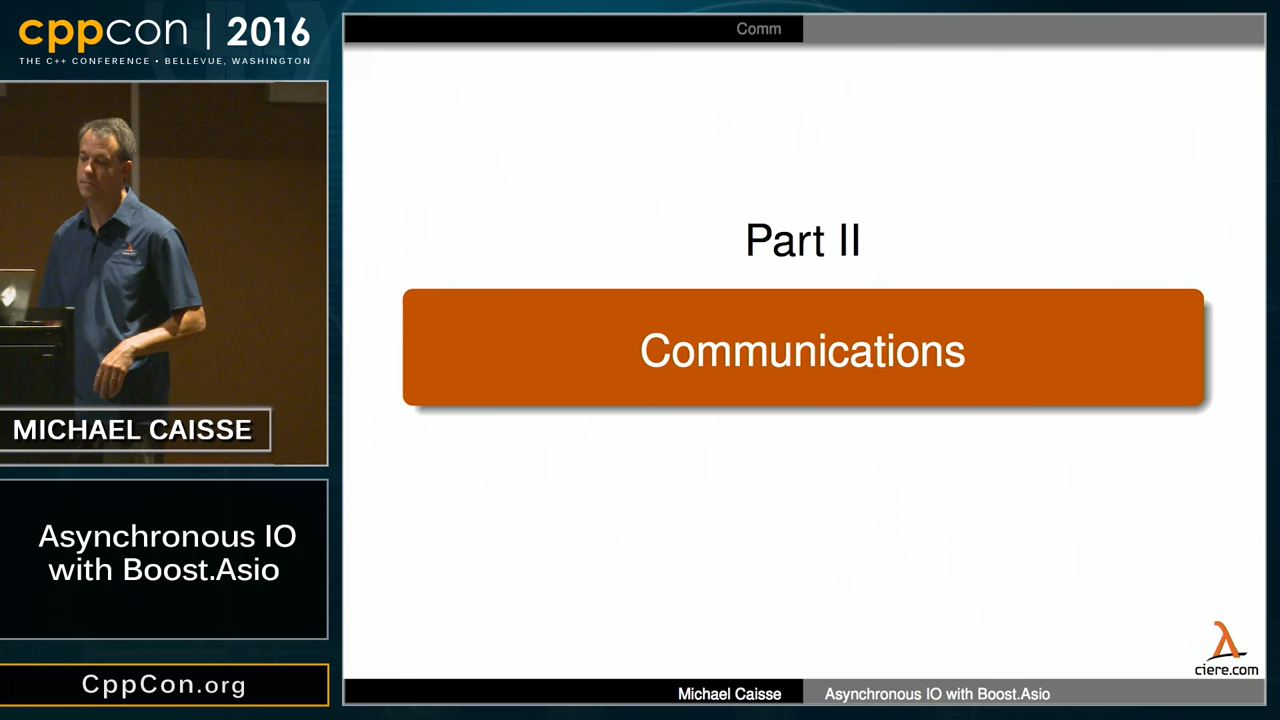 cppcon | 2016
THE C++ CONFERENCE • BELLEVUE, WASHINGTON
MICHAEL CAISSE
Asynchronous IO
with Boost.Asio
CppCon.org
Comm
Part II
Communications
λ
ciere.com
Michael Caisse
Asynchronous IO with Boost.Asio